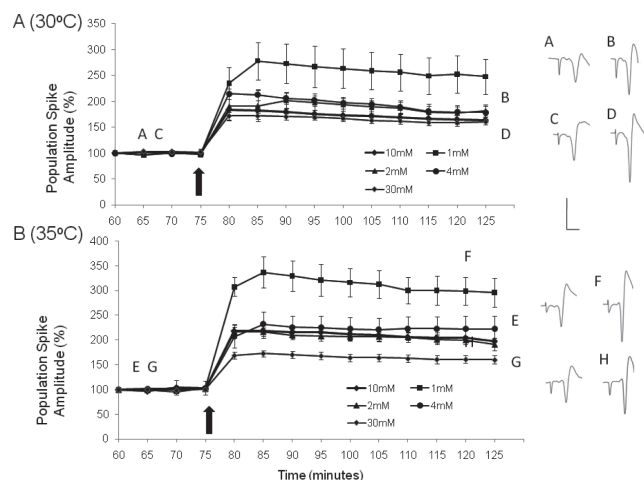 A (30ºC)
350
300
250
200
150
100
50
0
Population Spike
Amplitude (%)
A C
B
D
10mM
1mM
2mM
4mM
30mM
60 65 70 75 80 85 90 95 100 105 110 115 120 125
A B
C D
B (35ºC)
400
350
300
250
200
150
100
50
0
Population Spike
Amplitude (%)
E G
F
E
G
10mM
1mM
2mM
4mM
30mM
60 65 70 75 80 85 90 95 100 105 110 115 120 125
Time (minutes)
F
H